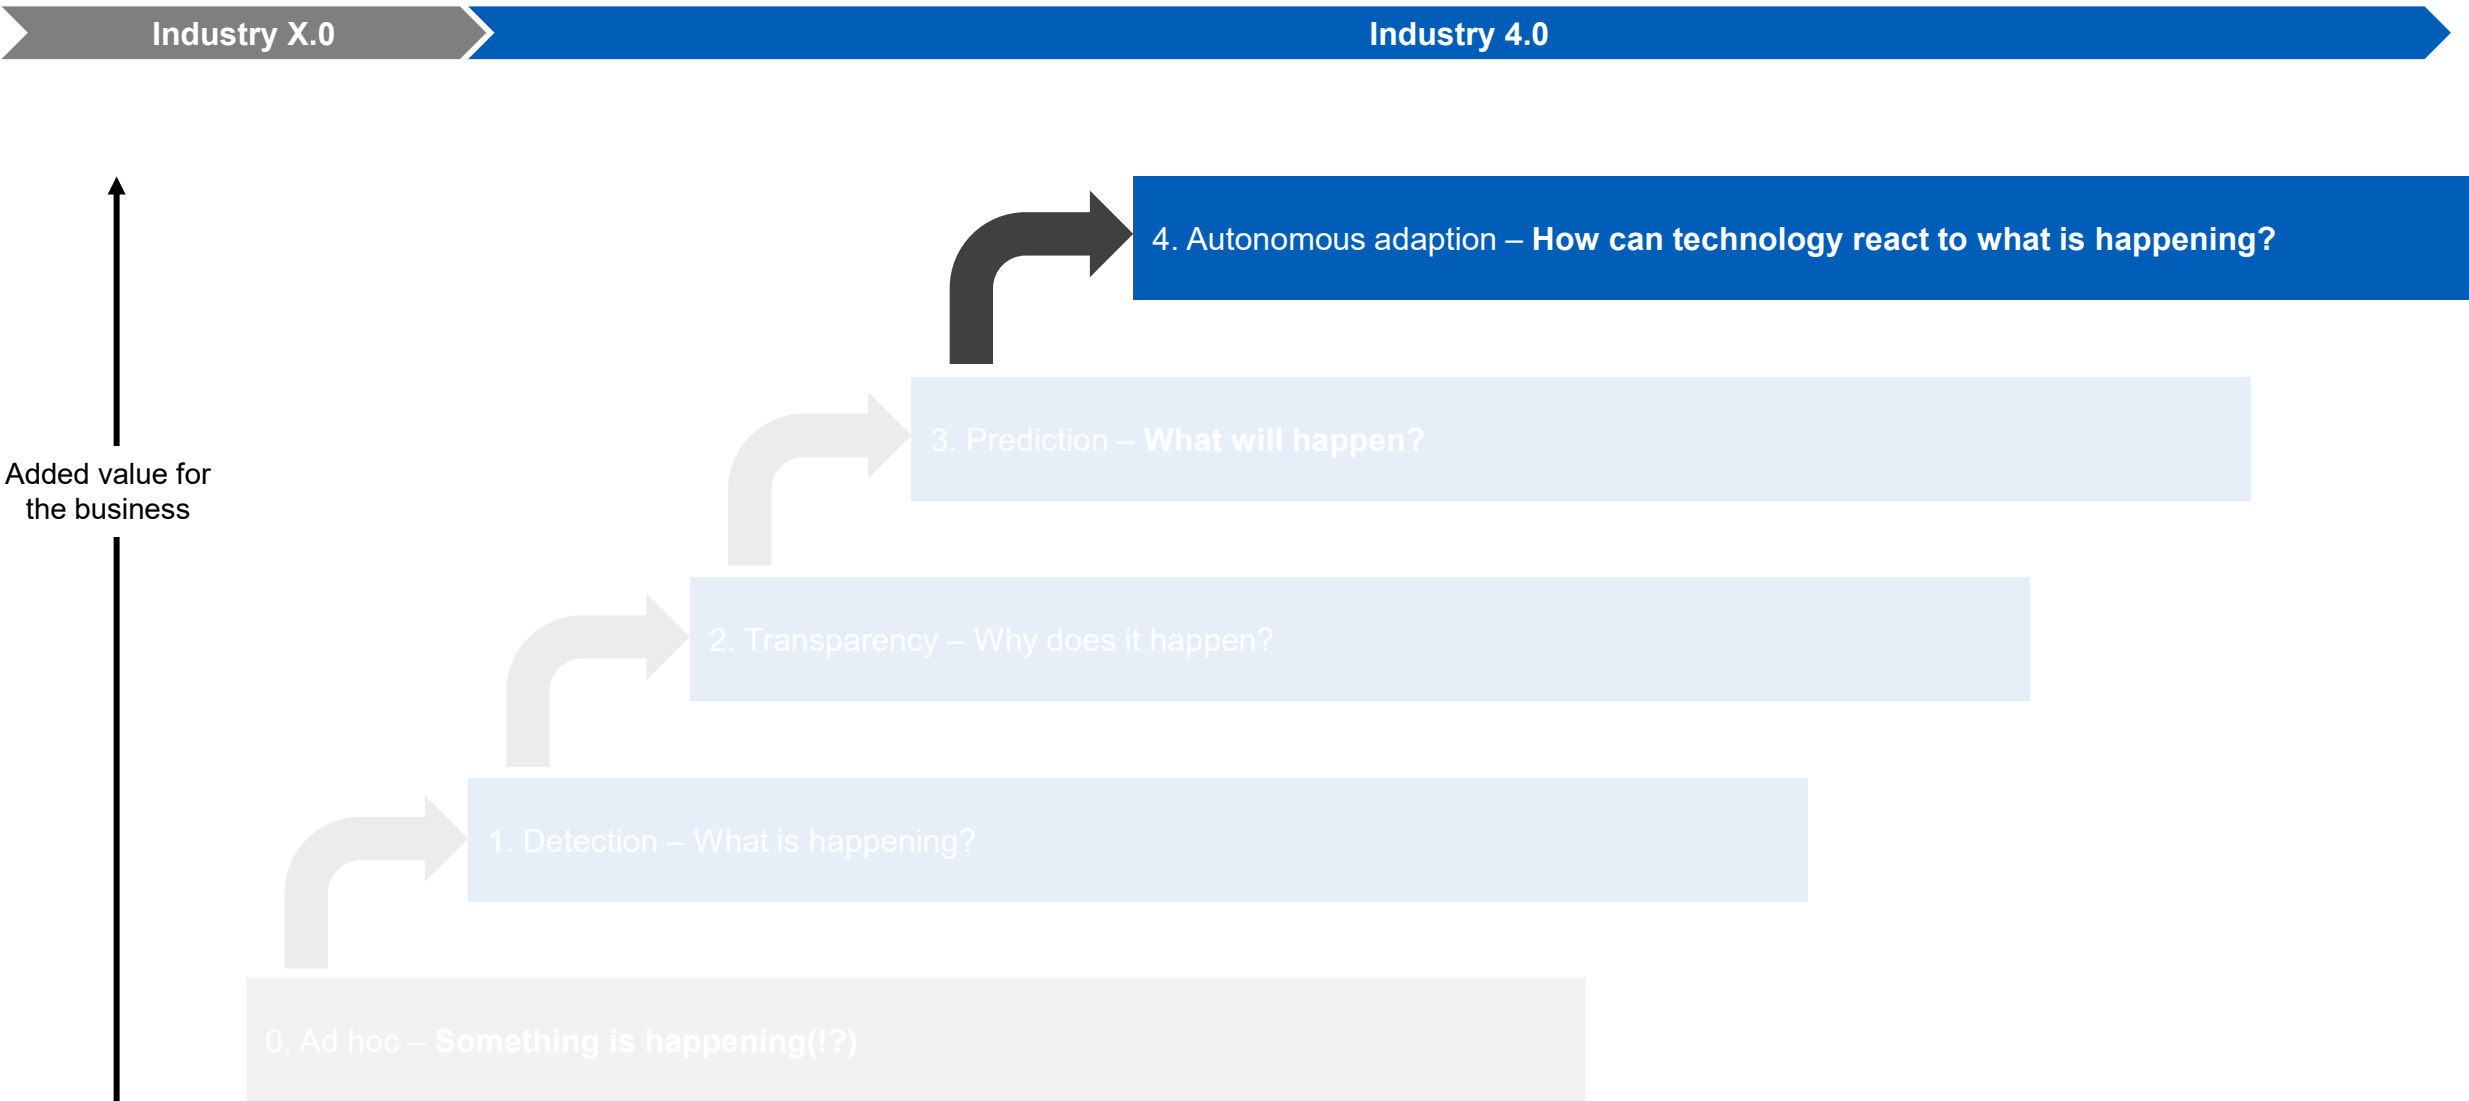 Industry X.0
Industry 4.0
4. Autonomous adaption – How can technology react to what is happening?
3. Prediction – What will happen?
Added value for
the business
2. Transparency – Why does it happen?
1. Detection – What is happening?
0. Ad hoc – Something is happening(!?)